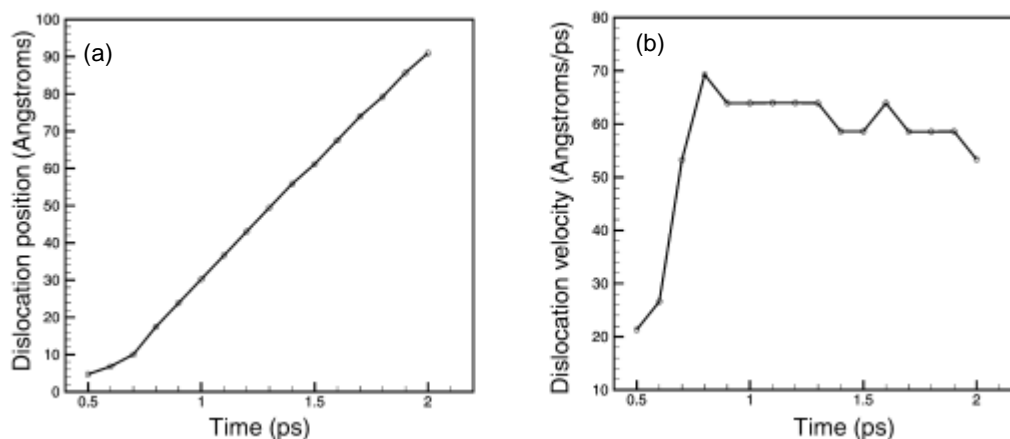 (a)
Dislocation position (Angstroms)
100
90
80
70
60
50
40
30
20
10
0
0.5 1 1.5 2
Time (ps)
(b)
Dislocation velocity (Angstroms/ps)
80
70
60
50
40
30
20
10
0.5 1 1.5 2
Time (ps)